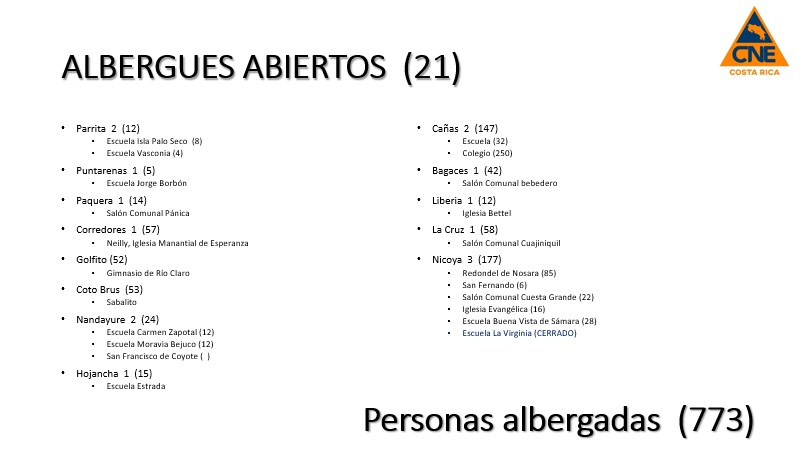 CNE
COSTA RICA
ALBERGUES ABIERTOS (21)
• Parrita 2 (12)
• Escuela Isla Palo Seco (8)
• Escuela Vasconia (4)
• Puntarenas 1 (5)
• Escuela Jorge Borbón
• Paquera 1 (14)
• Salón Comunal Pánica
• Corredores 1 (57)
• Neilly, Iglesia Manantial de Esperanza
• Golfito (52)
• Gimnasio de Río Claro
• Coto Brus (53)
• Sabalito
• Nandayure 2 (24)
• Escuela Carmen Zapotal (12)
• Escuela Moravia Bejuco (12)
• San Francisco de Coyote ( )
• Hojancha 1 (15)
• Escuela Estrada
• Cañas 2 (147)
• Escuela (32)
• Colegio (250)
• Bagaces 1 (42)
• Salón Comunal bebedero
• Liberia 1 (12)
• Iglesia Bettel
• La Cruz 1 (58)
• Salón Comunal Cuajiniquil
• Nicoya 3 (177)
• Redondel de Nosara (85)
• San Fernando (6)
• Salón Comunal Cuesta Grande (22)
• Iglesia Evangélica (16)
• Escuela Buena Vista de Sámara (28)
• Escuela La Virginia (CERRADO)
Personas albergadas (773)